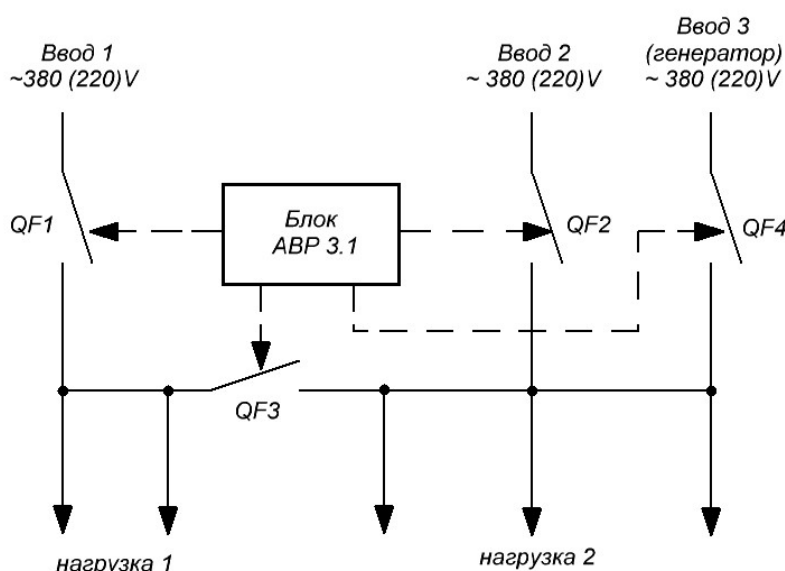 Ввод 1
~380 (220)V
Ввод 2
~ 380 (220)V
Ввод 3
(генератор)
~ 380 (220)V
QF1
Блок
АВР 3.1
QF2
QF4
QF3
нагрузка 1
нагрузка 2